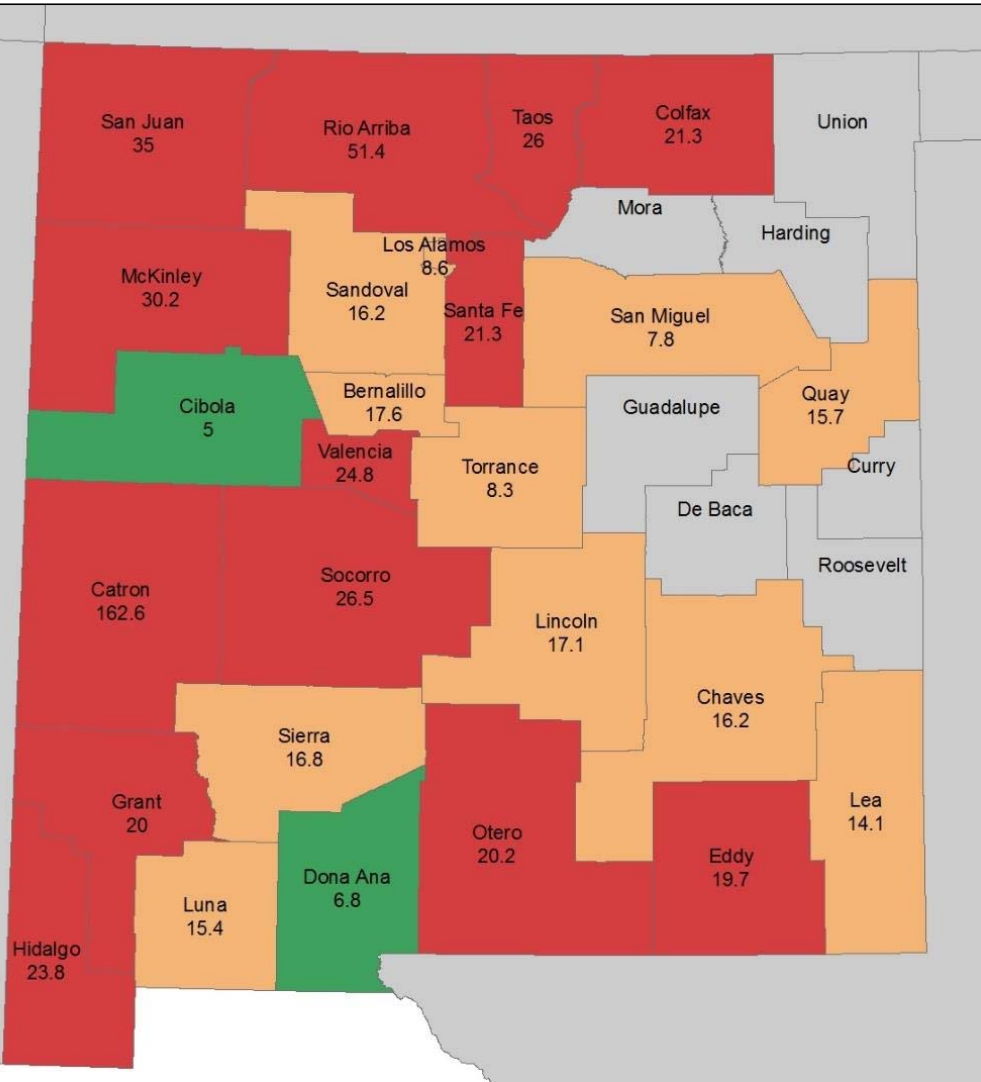 San Juan
35
Rio Arriba
51.4
Taos
26
Colfax
21.3
Union
Mora
Harding
Los Alamos
8.6
McKinley
30.2
Sandoval
16.2
Santa Fe
21.3
San Miguel
7.8
Cibola
5
Bernalillo
17.6
Guadalupe
Quay
15.7
Valencia
24.8
Torrance
8.3
Curry
De Baca
Roosevelt
Catron
162.6
Socorro
26.5
Lincoln
17.1
Chaves
16.2
Sierra
16.8
Grant
20
Otero
20.2
Lea
14.1
Eddy
19.7
Dona Ana
6.8
Luna
15.4
Hidalgo
23.8